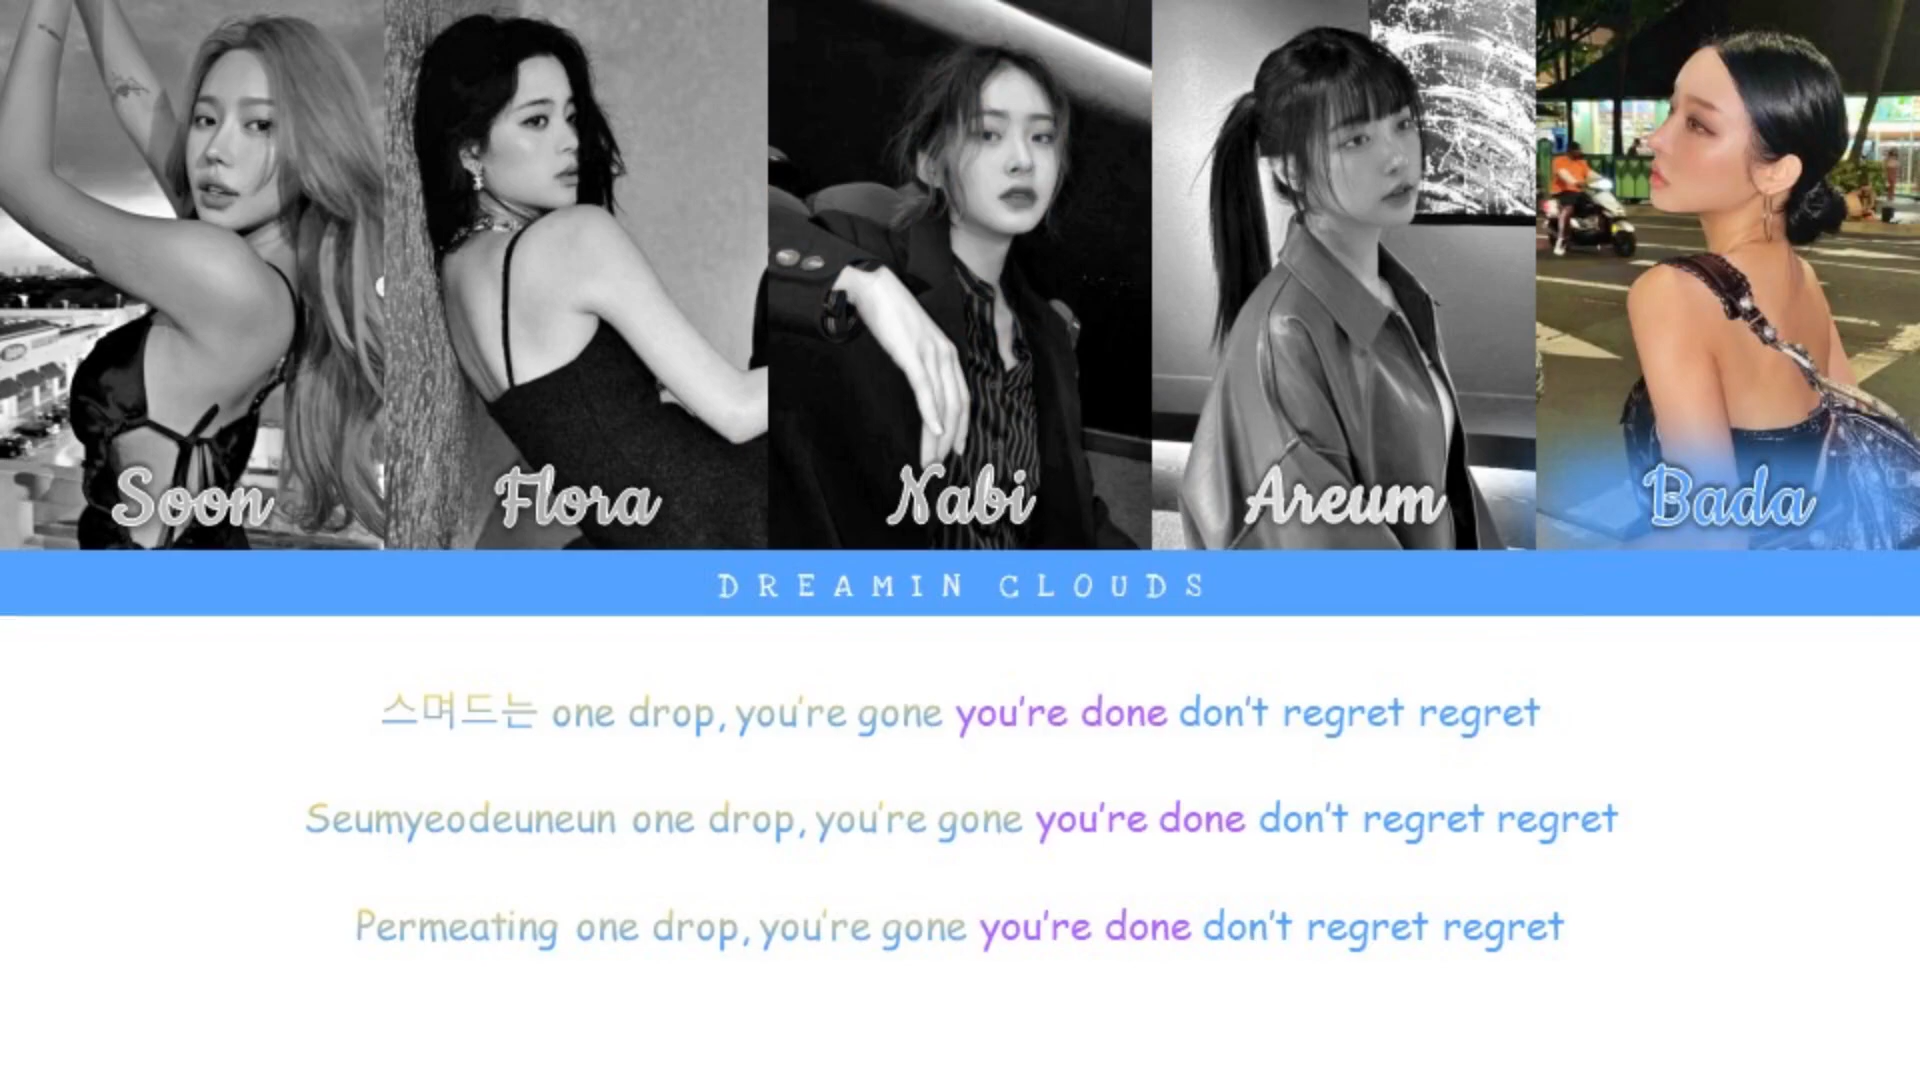 Soon
Flora
Nabi
Areum
Bada
DREAMIN CLOUDS
스며드는 one drop, you're gone you're done don't regret regret
Seumyeodeuneun one drop, you're gone you're done don't regret regret
Permeating one drop, you're gone you're done don't regret regret